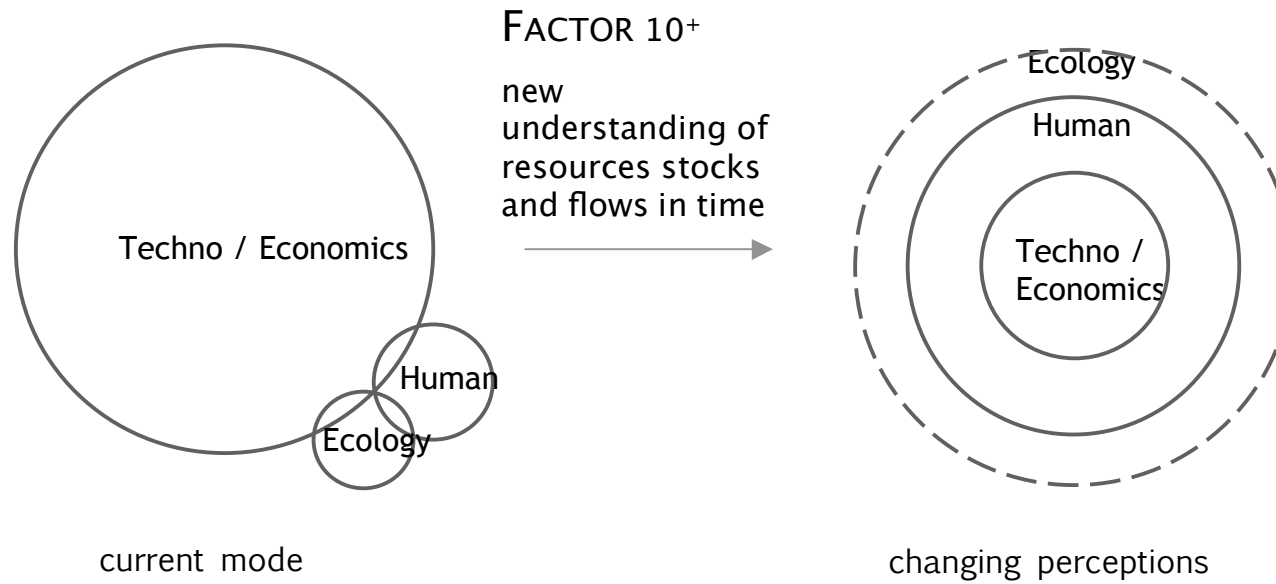 FACTOR 10+
new
understanding of
resources stocks
and flows in time
Techno / Economics
Human
Ecology
current mode
Ecology
Human
Techno /
Economics
changing perceptions